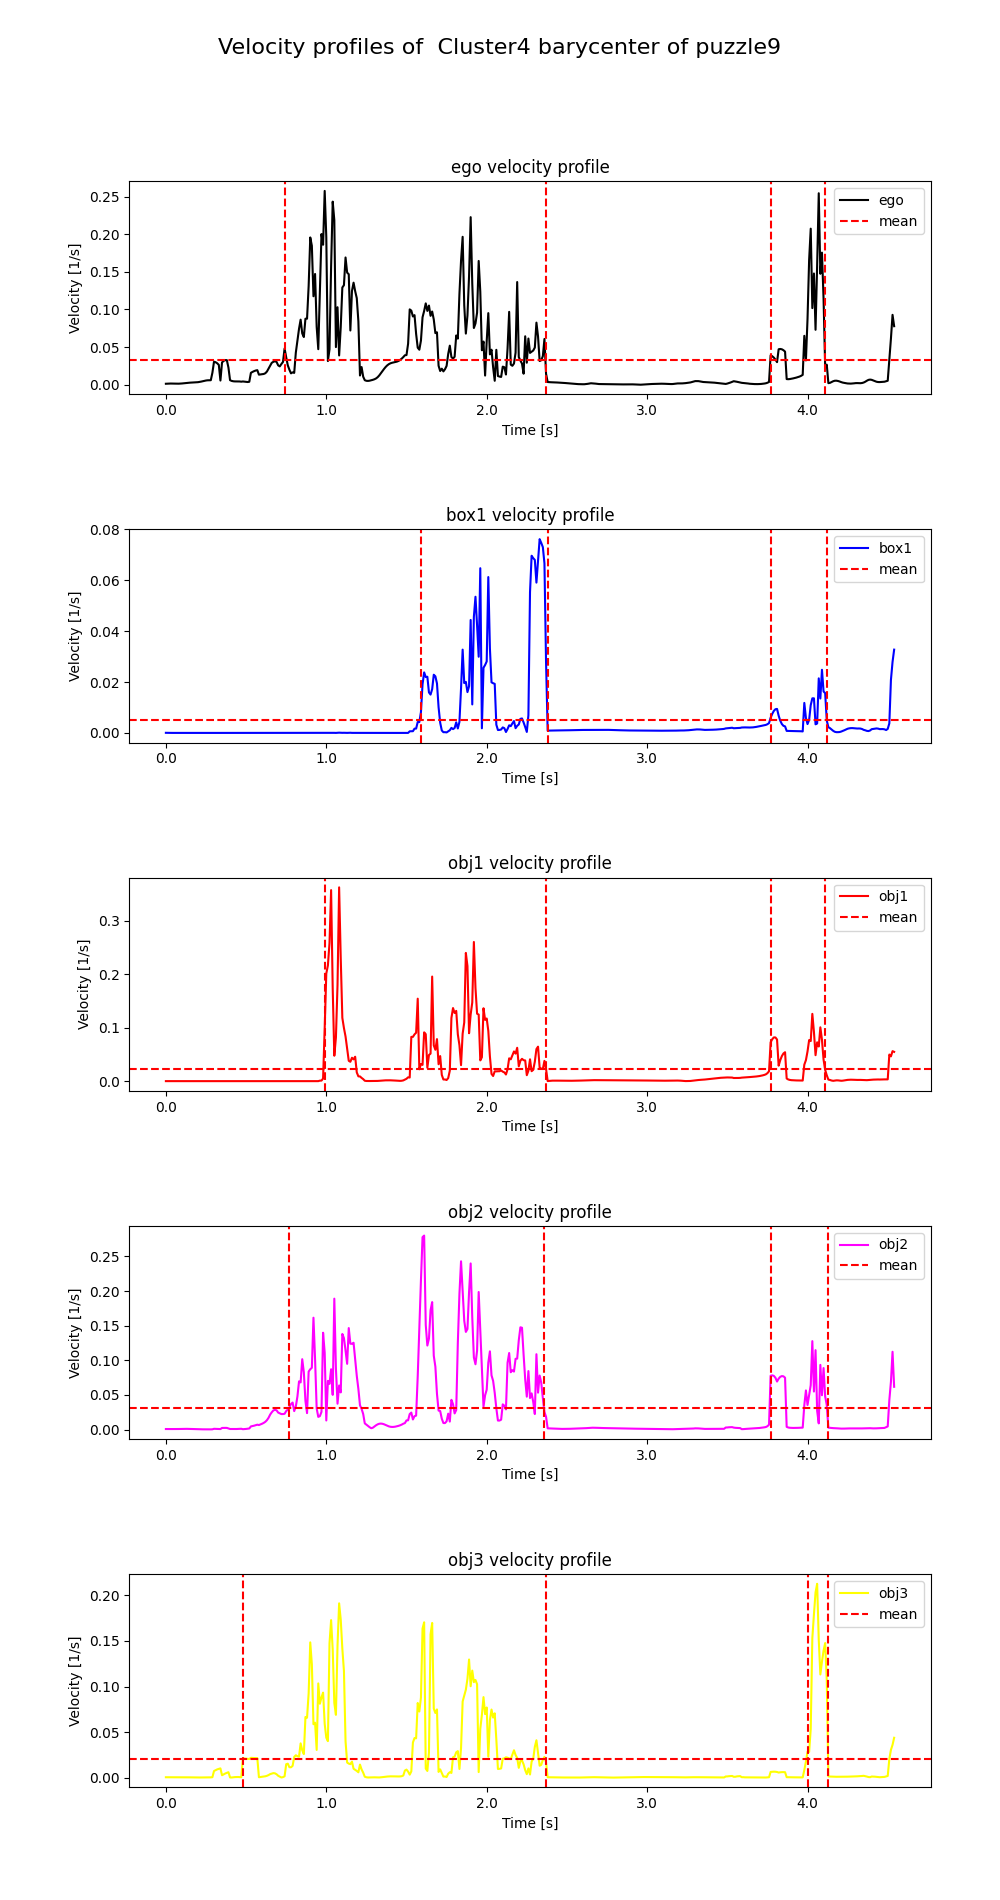 Velocity profiles of  Cluster4 barycenter of puzzle9
ego velocity profile
Velocity [1/s]
0.25
0.20
0.15
0.10
0.05
0.00
ego
mean
0.0 1.0 2.0 3.0 4.0
Time [s]
box1 velocity profile
Velocity [1/s]
0.08
0.06
0.04
0.02
0.00
box1
mean
0.0 1.0 2.0 3.0 4.0
Time [s]
obj1 velocity profile
Velocity [1/s]
0.3
0.2
0.1
0.0
obj1
mean
0.0 1.0 2.0 3.0 4.0
Time [s]
obj2 velocity profile
Velocity [1/s]
0.25
0.20
0.15
0.10
0.05
0.00
obj2
mean
0.0 1.0 2.0 3.0 4.0
Time [s]
obj3 velocity profile
Velocity [1/s]
0.20
0.15
0.10
0.05
0.00
obj3
mean
0.0 1.0 2.0 3.0 4.0
Time [s]